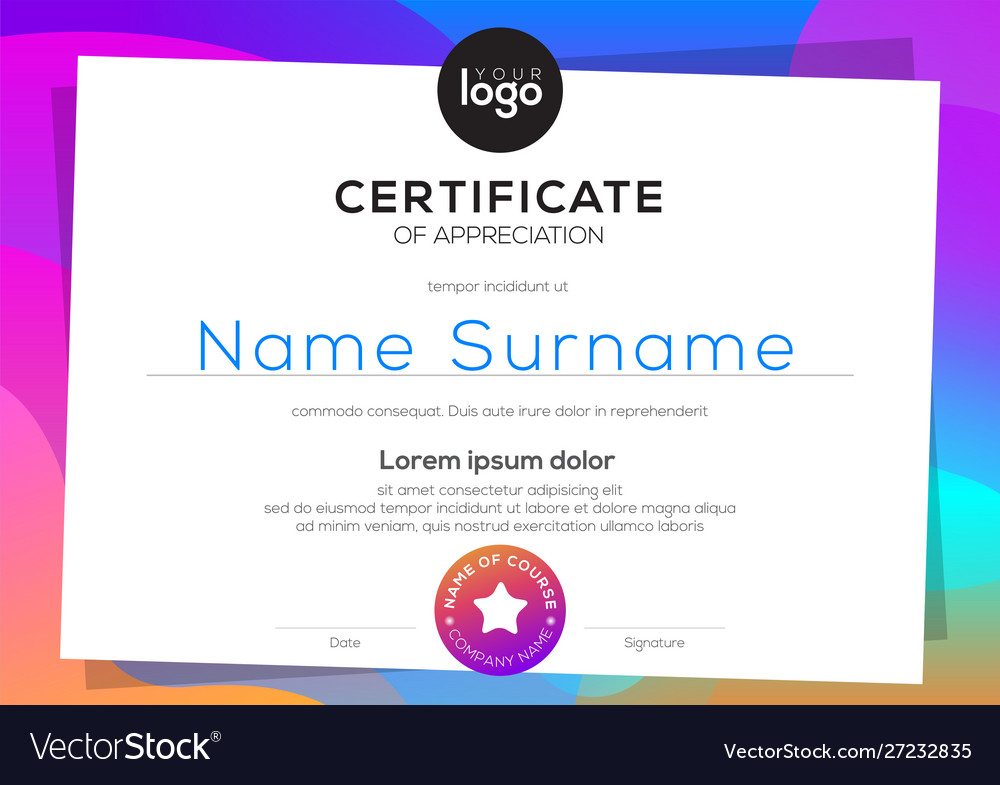 YOUR
logo
CERTIFICATE
OF APPRECIATION
tempor incididunt ut
Name Surname
commodo consequat. Duis aute irure dolor in reprehenderit
Lorem ipsum dolor
sit amet consectetur adipisicing elit
sed do eiusmod tempor incididunt ut labore et dolore magna aliqua
ad minim veniam, quis nostrud exercitation ullamco laboris
NAME OF COURSE
COMPANY NAME
Date
Signature
VectorStock®
VectorStock.com/27232835